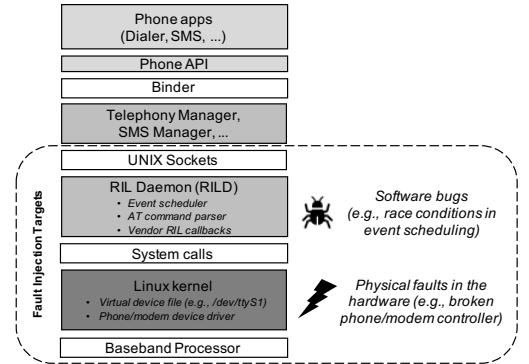 Phone apps
(Dialer, SMS, ...)
Phone API
Binder
Telephony Manager,
SMS Manager, ...
UNIX Sockets
RIL Daemon (RILD)
• Event scheduler
• AT command parser
• Vendor RIL callbacks
System calls
Linux kernel
• Virtual device file (e.g., /dev/ttyS1)
• Phone/modem device driver
Baseband Processor
Fault Injection Targets
Software bugs
(e.g., race conditions in
event scheduling)
Physical faults in the
hardware (e.g., broken
phone/modem controller)